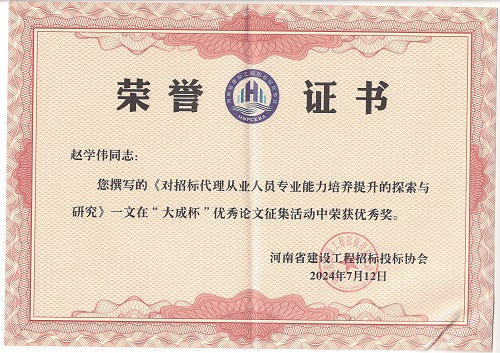 荣誉证书
赵学伟同志：
您撰写的《对招标代理从业人员专业能力培养提升的探索与
研究》一文在“大成杯”优秀论文征集活动中荣获优秀奖。
河南省建设工程招标投标协会
2024年7月12日